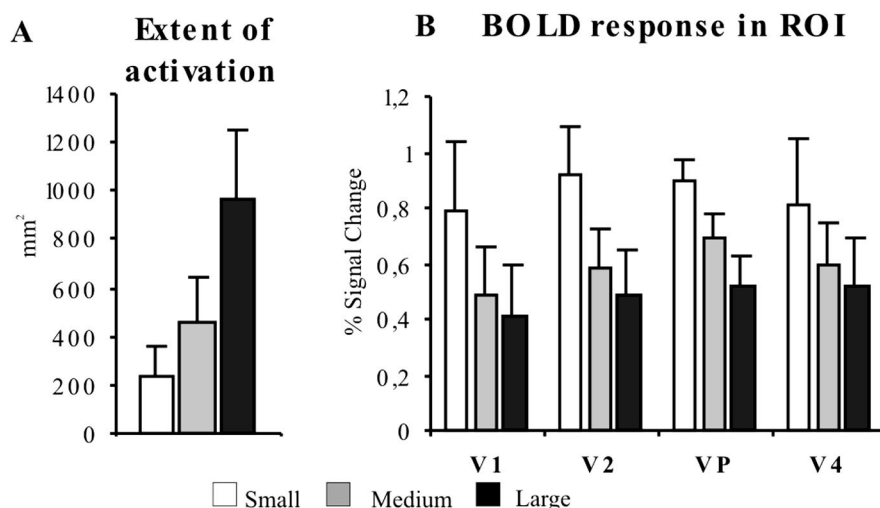 A
Extent of
activation
1400
1200
1000
800
600
400
200
0
mm²
B BOLD response in ROI
1,2
1
0,8
0,6
0,4
0,2
0
% Signal Change
V1 V2 VP V4
Small Medium Large